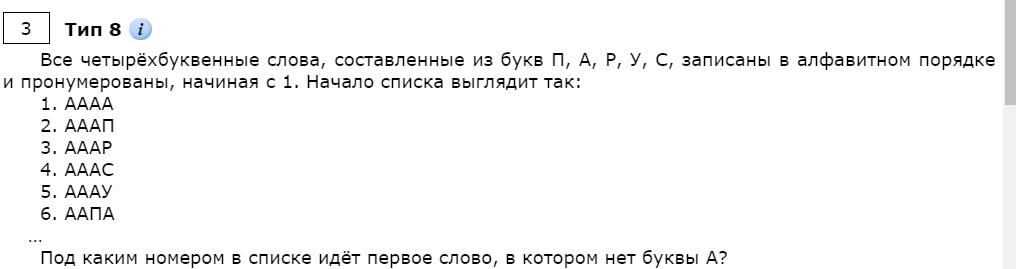 3 Тип 8 i
Все четырёхбуквенные слова, составленные из букв П, А, Р, У, С, записаны в алфавитном порядке
и пронумерованы, начиная с 1. Начало списка выглядит так:
1. АААА
2. АААП
3. АААР
4. АААС
5. АААУ
6. ААПА
...
Под каким номером в списке идёт первое слово, в котором нет буквы А?